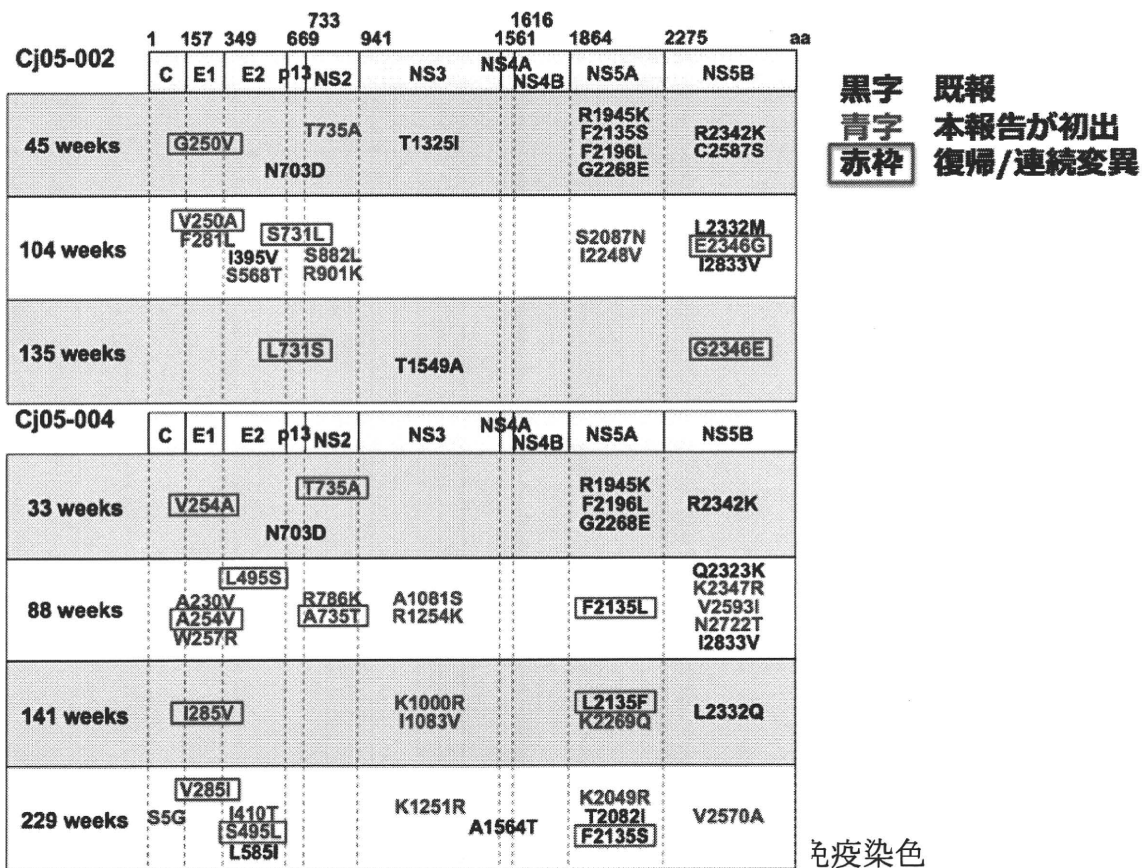 733 1616
1 157 349 669 941 1561 1864 2275 aa
Cj05-002
C E1 E2 p13 NS2 NS3 NS4A NS4B NS5A NS5B
45 weeks
G250V
N703D
T735A
T1325I
R1945K
F2135S
F2196L
G2268E
R2342K
C2587S
104 weeks
V250A
F281L
I395V
S568T
S731L
S882L
R901K
S2087N
I2248V
L2332M
E2346G
I2833V
135 weeks
L731S
T1549A
G2346E
Cj05-004
C E1 E2 p13 NS2 NS3 NS4A NS4B NS5A NS5B
33 weeks
V254A
N703D
T735A
R1945K
F2196L
G2268E
R2342K
88 weeks
A230V
A254V
W257R
L495S
R786K
A735T
A1081S
R1254K
F2135L
Q2323K
K2347R
V2593I
N2722T
I2833V
141 weeks
I285V
K1000R
I1083V
L2135F
K2269Q
L2332Q
229 weeks
S5G
V285I
I410T
S495L
L585I
K1251R
A1564T
K2049R
T2082I
F2135S
V2570A
黒字 既報
青字 本報告が初出
赤枠 復帰/連続変異
疫染色